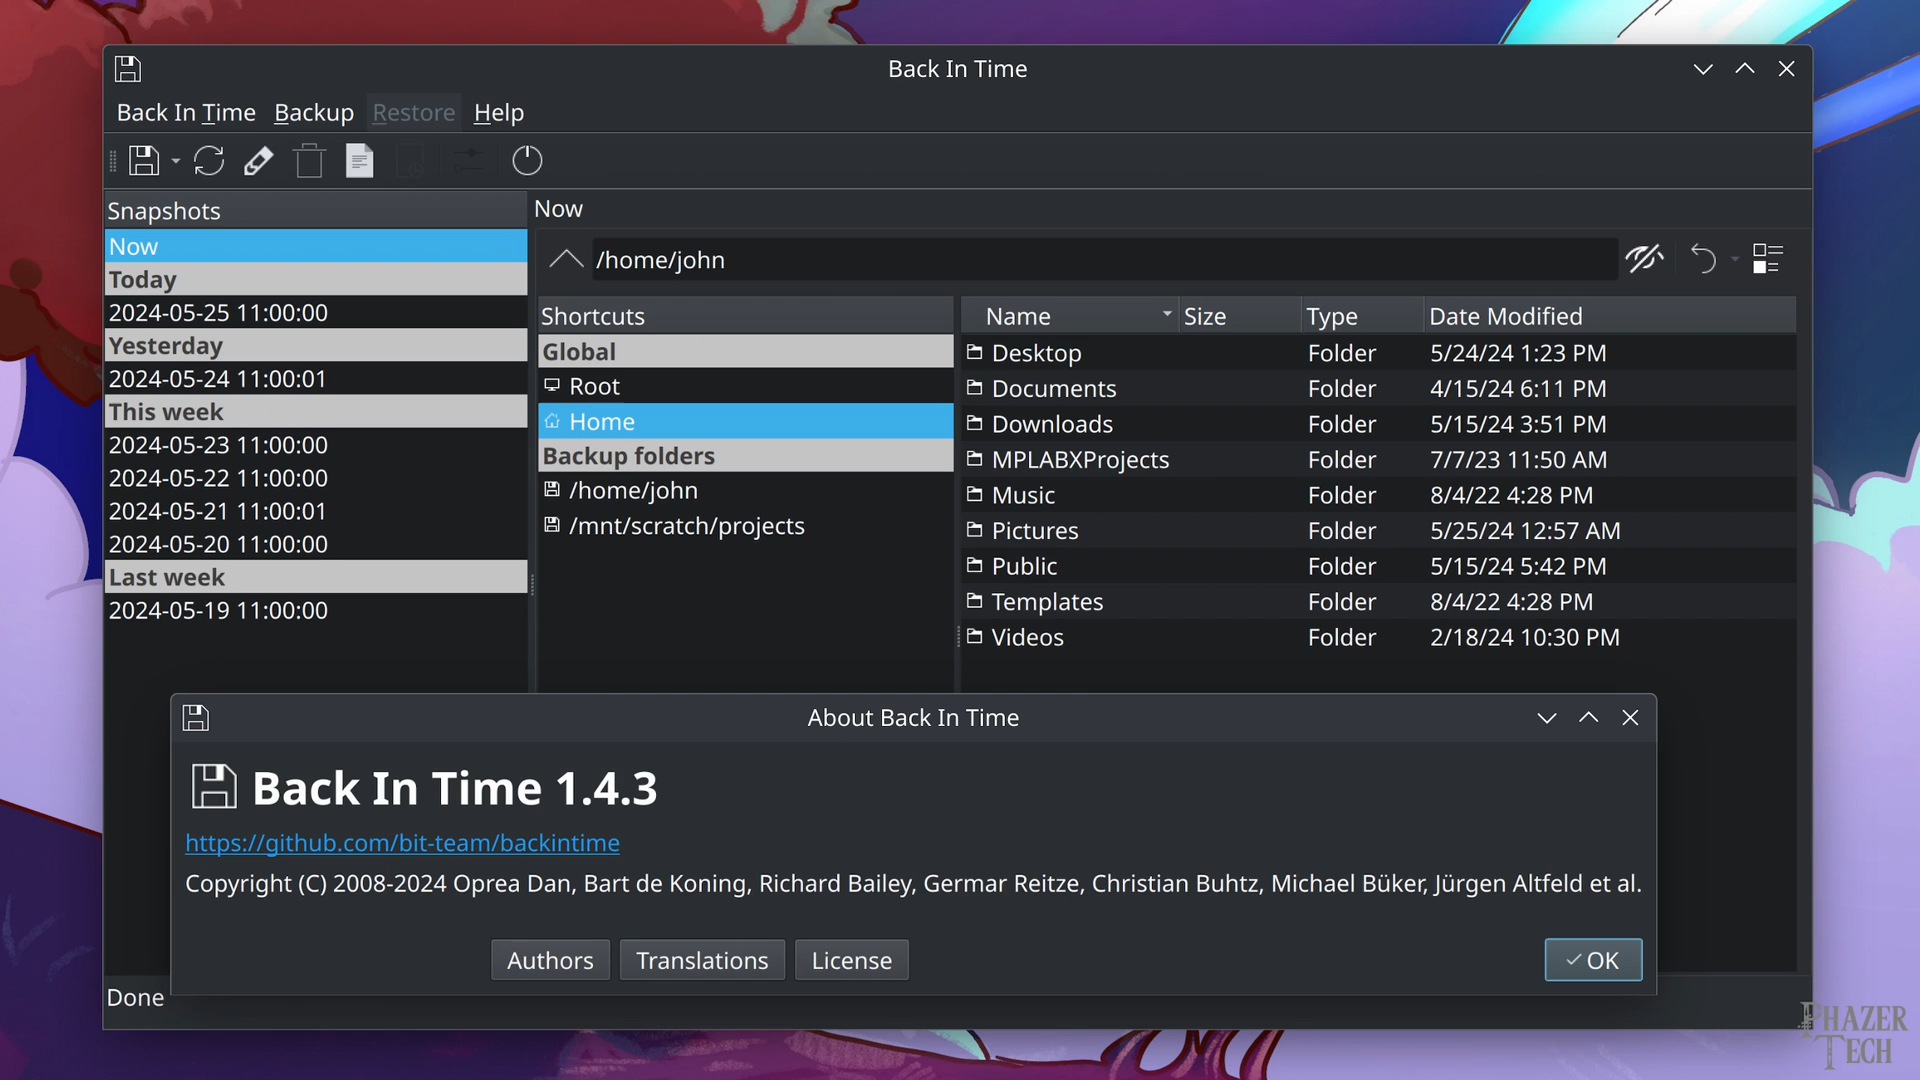 Back In Time
Back In Time Backup Restore Help
Snapshots
Now
Today
2024-05-25 11:00:00
Yesterday
2024-05-24 11:00:01
This week
2024-05-23 11:00:00
2024-05-22 11:00:00
2024-05-21 11:00:01
2024-05-20 11:00:00
Last week
2024-05-19 11:00:00
Now
/home/john
Shortcuts
Global
Root
Home
Backup folders
/home/john
/mnt/scratch/projects
Name Size Type Date Modified
Desktop Folder 5/24/24 1:23 PM
Documents Folder 4/15/24 6:11 PM
Downloads Folder 5/15/24 3:51 PM
MPLABXProjects Folder 7/7/23 11:50 AM
Music Folder 8/4/22 4:28 PM
Pictures Folder 5/25/24 12:57 AM
Public Folder 5/15/24 5:42 PM
Templates Folder 8/4/22 4:28 PM
Videos Folder 2/18/24 10:30 PM
About Back In Time
Back In Time 1.4.3
https://github.com/bit-team/backintime
Copyright (C) 2008-2024 Oprea Dan, Bart de Koning, Richard Bailey, Germar Reitze, Christian Buhtz, Michael Büker, Jürgen Altfeld et al.
Authors Translations License OK
Done
PHAZER
TECH